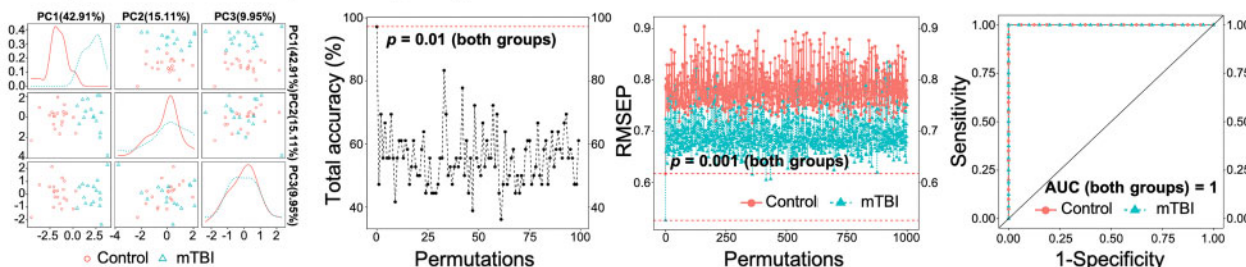 PC1(42.91%) PC2(15.11%) PC3(9.95%)
0.4
0.3
0.2
0.1
0.0
2
0
2
4
2
1
0
-1
-2
-2.5 0.0 2.5
-4 -2 0 2
-2 -1 0 1 2
PC1(42.91%)
PC2(15.11%)
PC3(9.95%)
Control mTBI
Total accuracy (%)
100
80
60
40
p = 0.01 (both groups)
100
90
80
70
60
50
40
0 25 50 75 100
Permutations
RMSEP
0.9
0.8
0.7
0.6
p = 0.001 (both groups)
Control mTBI
0.9
0.8
0.7
0.6
0 250 500 750 1000
Permutations
Sensitivity
1.00
0.75
0.50
0.25
0.00
AUC (both groups) = 1
Control mTBI
0.00 0.25 0.50 0.75 1.00
1-Specificity